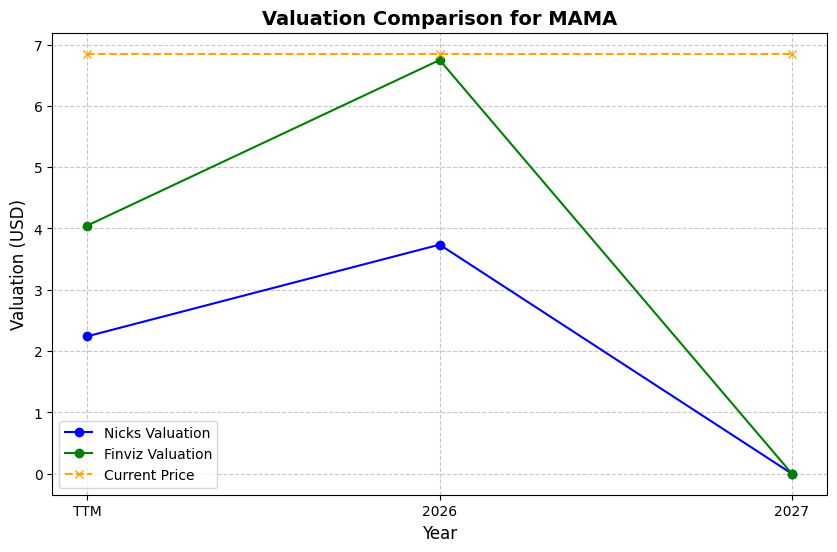 Valuation Comparison for MAMA
Valuation (USD)
7
6
5
4
3
2
1
0
Nicks Valuation
Finviz Valuation
Current Price
TTM 2026 2027
Year